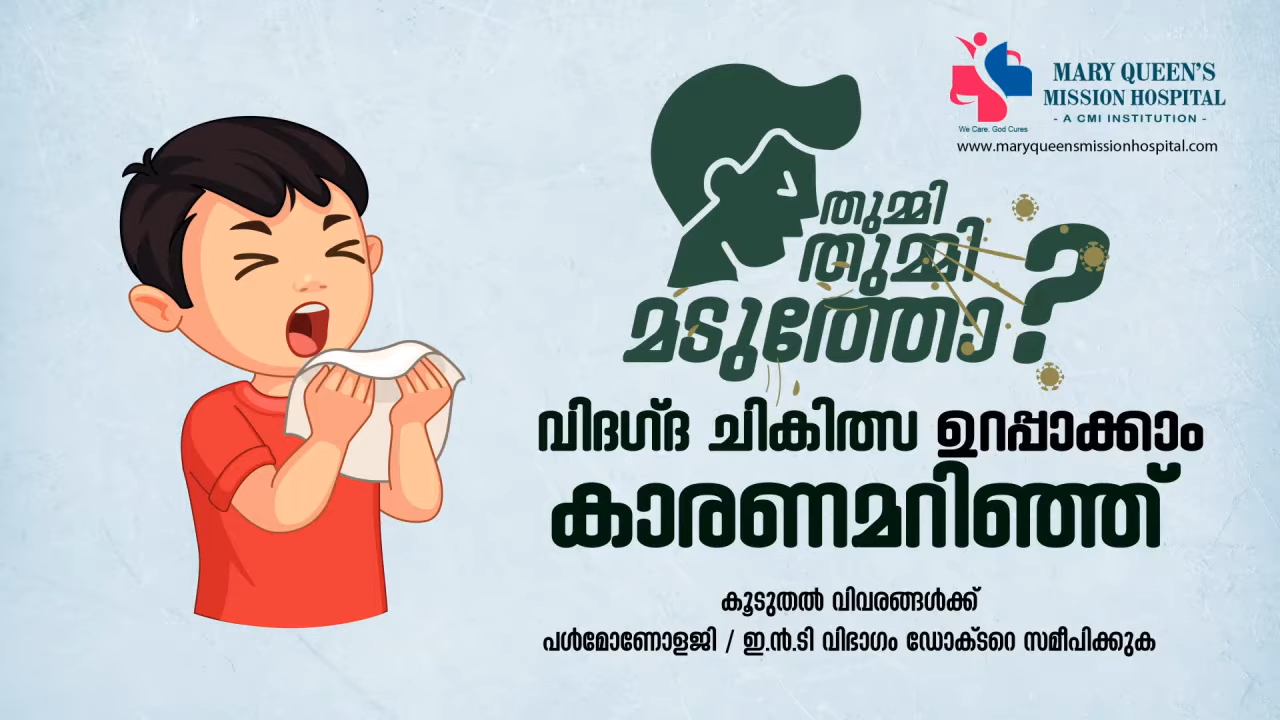 MARY QUEEN'S
MISSION HOSPITAL
- A CMI INSTITUTION -
We Care. God Cures
www.maryqueensmissionhospital.com
തുമ്മി
തുമ്മി
മടുത്തോ?
വിദഗ്ദ ചികിത്സ ഉറപ്പാക്കാം
കാരണമറിഞ്ഞ്
കൂടുതൽ വിവരങ്ങൾക്ക്
പൾമോണോളജി / ഇ.ൻ.ടി വിഭാഗം ഡോക്ടറെ സമീപിക്കുക